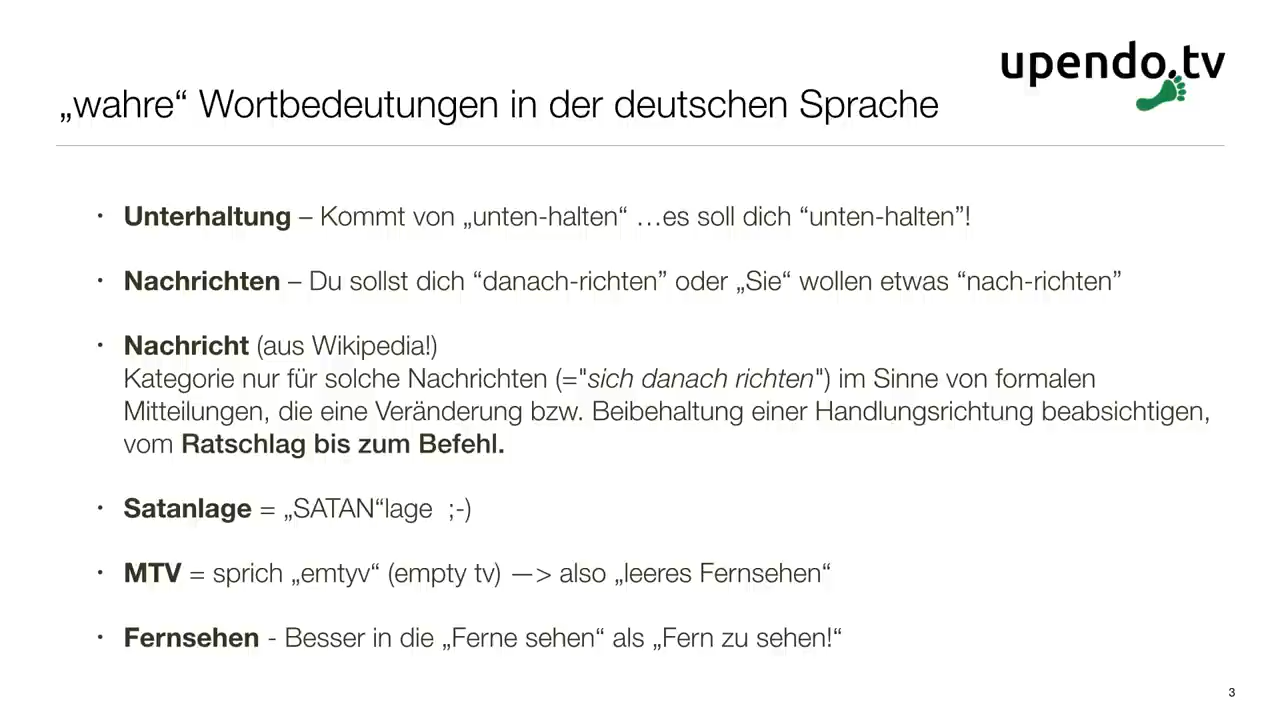 upendo.tv
„wahre“ Wortbedeutungen in der deutschen Sprache
• Unterhaltung – Kommt von „unten-halten“ …es soll dich “unten-halten”!
• Nachrichten – Du sollst dich “danach-richten” oder „Sie“ wollen etwas “nach-richten”
• Nachricht (aus Wikipedia!)
Kategorie nur für solche Nachrichten (="sich danach richten") im Sinne von formalen
Mitteilungen, die eine Veränderung bzw. Beibehaltung einer Handlungsrichtung beabsichtigen,
vom Ratschlag bis zum Befehl.
• Satanlage = „SATAN“lage  ;-)
• MTV = sprich „emtyv“ (empty tv) —> also „leeres Fernsehen“
• Fernsehen - Besser in die „Ferne sehen“ als „Fern zu sehen!“
3